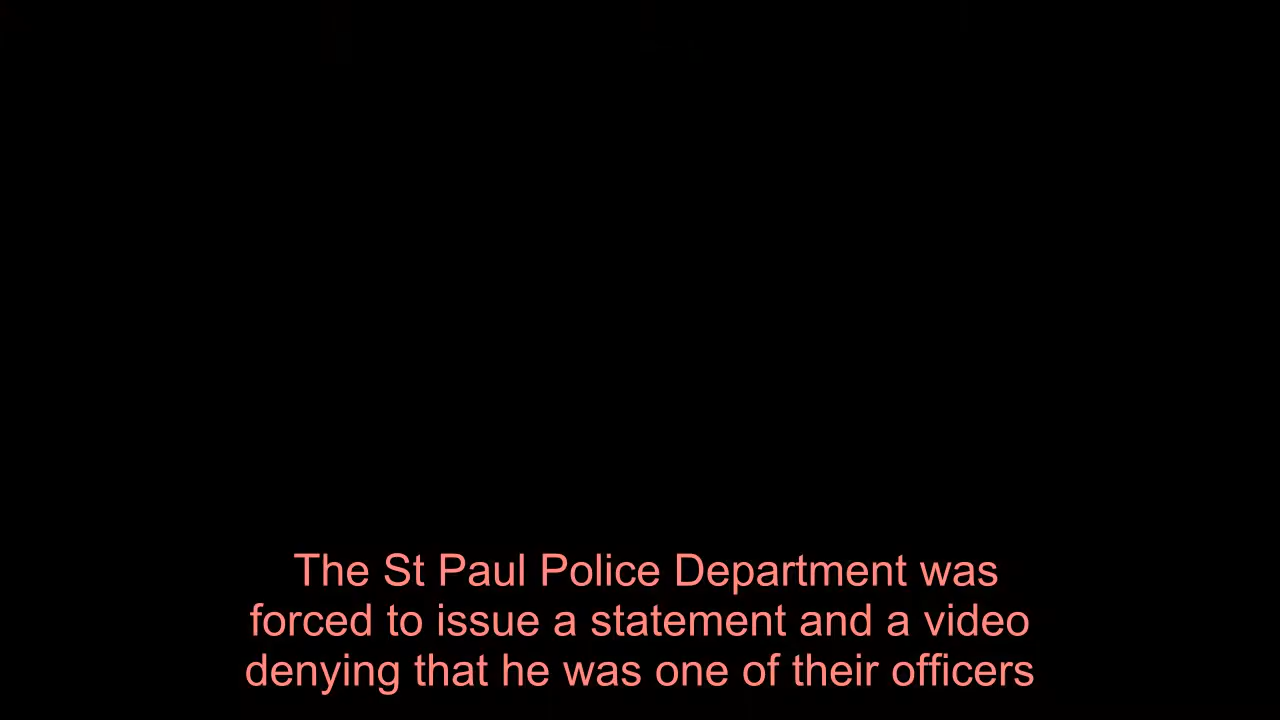 The St Paul Police Department was
forced to issue a statement and a video
denying that he was one of their officers